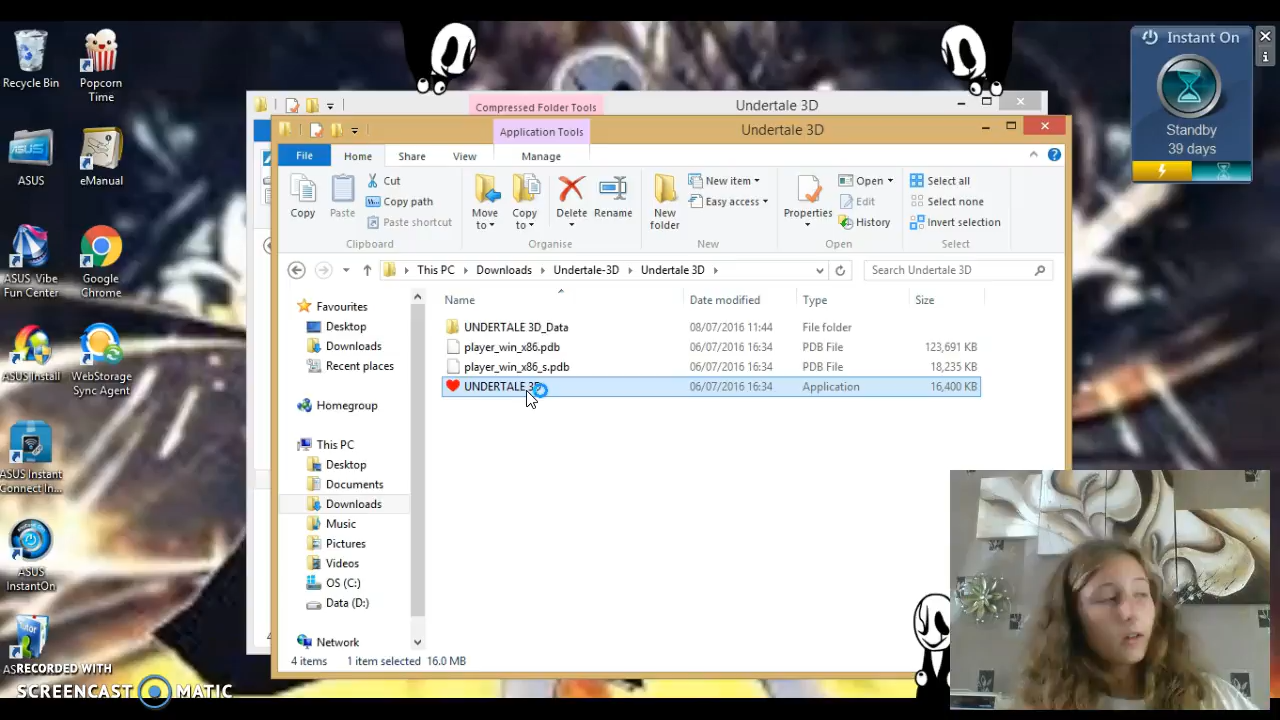 Recycle Bin
Popcorn
Time
ASUS
eManual
ASUS Vibe
Fun Center
Google
Chrome
ASUS Install
WebStorage
Sync Agent
ASUS Instant
Connect In...
ASUS
InstantOn
RECORDED WITH
SCREENCAST MATIC
Instant On
Standby
39 days
Compressed Folder Tools
Undertale 3D
Application Tools
Undertale 3D
File
Home
Share
View
Manage
Copy
Paste
Cut
Copy path
Paste shortcut
Clipboard
Move
to
Copy
to
Delete
Rename
Organise
New
folder
New item
Easy access
New
Properties
Open
Edit
History
Open
Select all
Select none
Invert selection
Select
This PC
Downloads
Undertale-3D
Undertale 3D
Search Undertale 3D
Favourites
Desktop
Downloads
Recent places
Homegroup
This PC
Desktop
Documents
Downloads
Music
Pictures
Videos
OS (C:)
Data (D:)
Network
Name Date modified Type Size
UNDERTALE 3D_Data 08/07/2016 11:44 File folder
player_win_x86.pdb 06/07/2016 16:34 PDB File 123,691 KB
player_win_x86_s.pdb 06/07/2016 16:34 PDB File 18,235 KB
UNDERTALE 3D 06/07/2016 16:34 Application 16,400 KB
4 items 1 item selected 16.0 MB